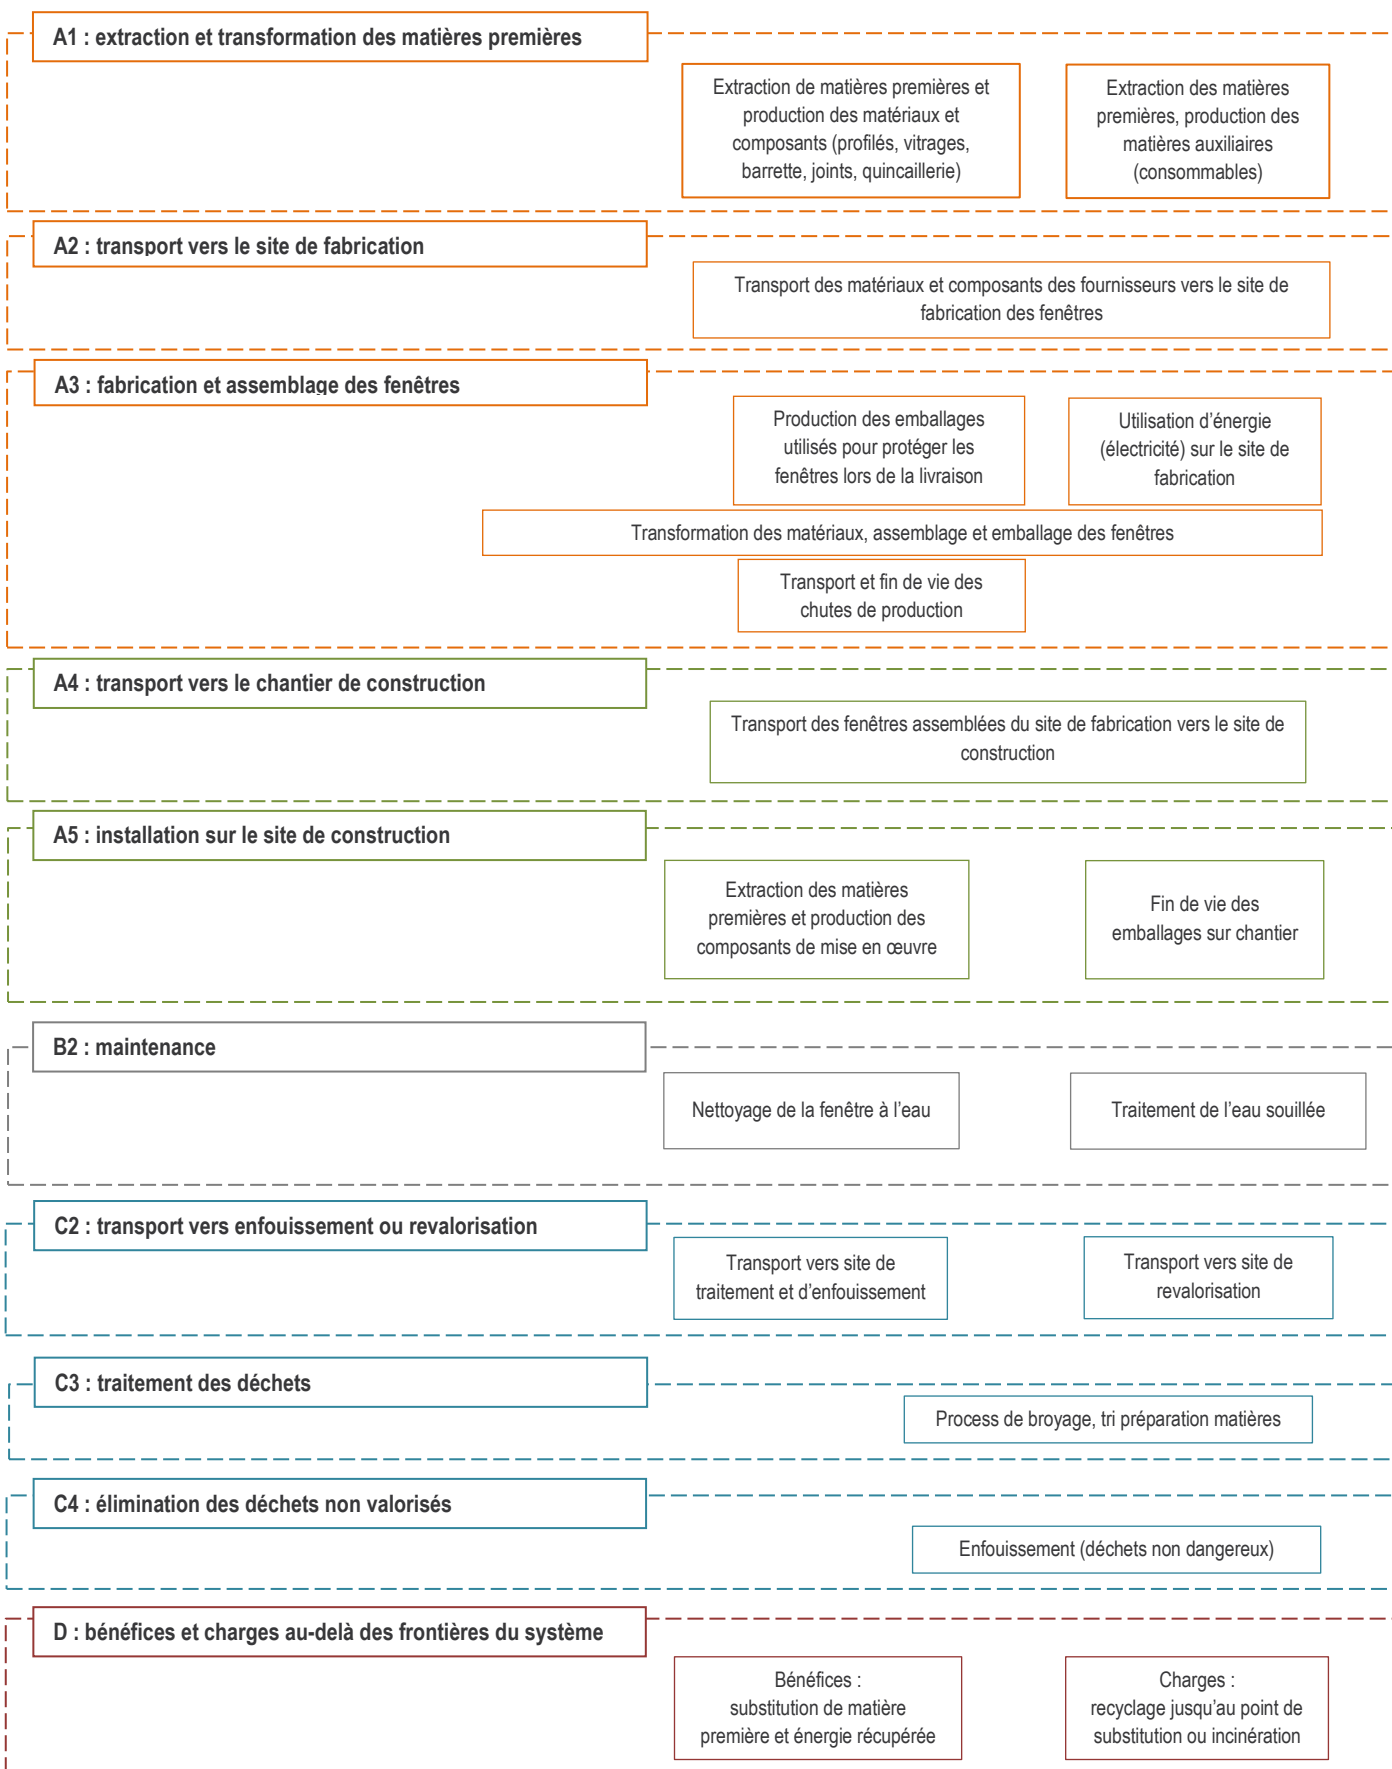 A1 : extraction et transformation des matières premières
Extraction de matières premières et
production des matériaux et
composants (profilés, vitrages,
barrette, joints, quincaillerie)
Extraction des matières
premières, production des
matières auxiliaires
(consommables)
A2 : transport vers le site de fabrication
Transport des matériaux et composants des fournisseurs vers le site de
fabrication des fenêtres
A3 : fabrication et assemblage des fenêtres
Production des emballages
utilisés pour protéger les
fenêtres lors de la livraison
Utilisation d’énergie
(électricité) sur le site de
fabrication
Transformation des matériaux, assemblage et emballage des fenêtres
Transport et fin de vie des
chutes de production
A4 : transport vers le chantier de construction
Transport des fenêtres assemblées du site de fabrication vers le site de
construction
A5 : installation sur le site de construction
Extraction des matières
premières et production des
composants de mise en œuvre
Fin de vie des
emballages sur chantier
B2 : maintenance
Nettoyage de la fenêtre à l’eau
Traitement de l’eau souillée
C2 : transport vers enfouissement ou revalorisation
Transport vers site de
traitement et d’enfouissement
Transport vers site de
revalorisation
C3 : traitement des déchets
Process de broyage, tri préparation matières
C4 : élimination des déchets non valorisés
Enfouissement (déchets non dangereux)
D : bénéfices et charges au-delà des frontières du système
Bénéfices :
substitution de matière
première et énergie récupérée
Charges :
recyclage jusqu’au point de
substitution ou incinération